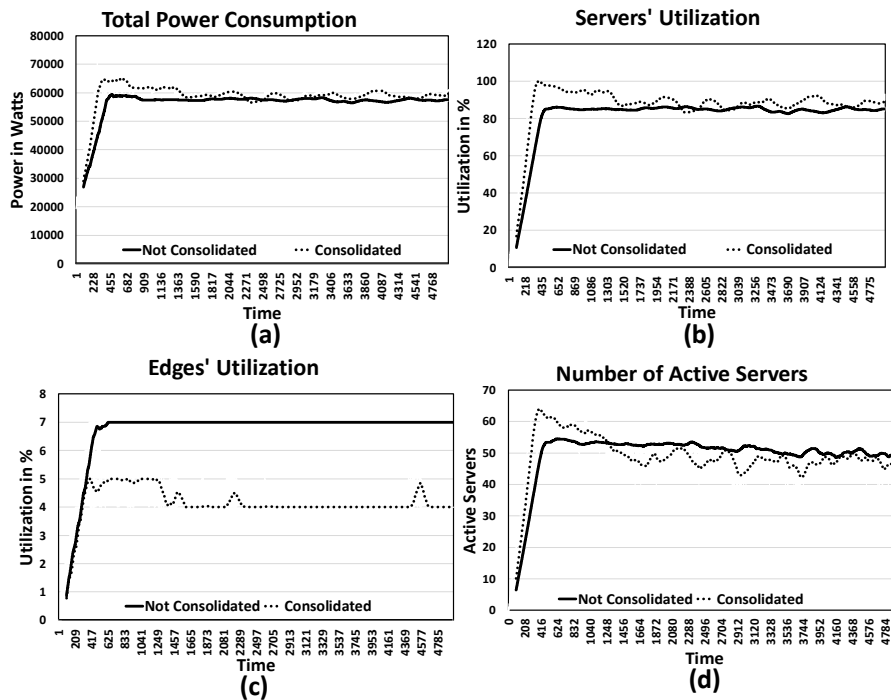 Total Power Consumption
80000
70000
60000
50000
40000
30000
20000
10000
0
Power in Watts
Not Consolidated
Consolidated
1 228 455 682 909 1136 1363 1590 1817 2044 2271 2498 2725 2952 3179 3406 3633 3860 4087 4314 4541 4768
Time
(a)
Servers' Utilization
120
100
80
60
40
20
0
Utilization in %
Not Consolidated
Consolidated
1 218 435 652 869 1086 1303 1520 1737 1954 2171 2388 2605 2822 3039 3256 3473 3690 3907 4124 4341 4558 4775
Time
(b)
Edges' Utilization
8
7
6
5
4
3
2
1
0
Utilization in %
Not Consolidated
Consolidated
1 209 417 625 833 1041 1249 1457 1665 1873 2081 2289 2497 2705 2913 3121 3329 3537 3745 3953 4161 4369 4577 4785
Time
(c)
Number of Active Servers
70
60
50
40
30
20
10
0
Active Servers
Not Consolidated
Consolidated
0 208 416 624 832 1040 1248 1456 1664 1872 2080 2288 2496 2704 2912 3120 3328 3536 3744 3952 4160 4368 4576 4784
Time
(d)